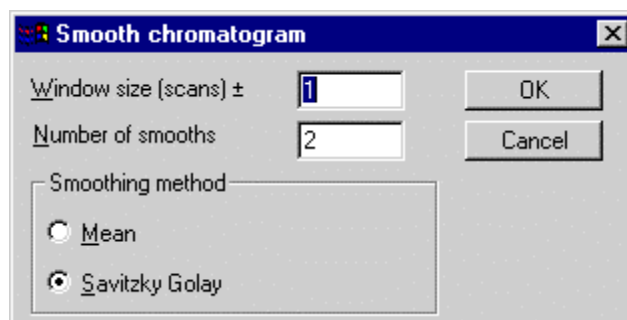 Smooth chromatogram
Window size (scans) ± 1 OK
Number of smooths 2 Cancel
Smoothing method
Mean
Savitzky Golay